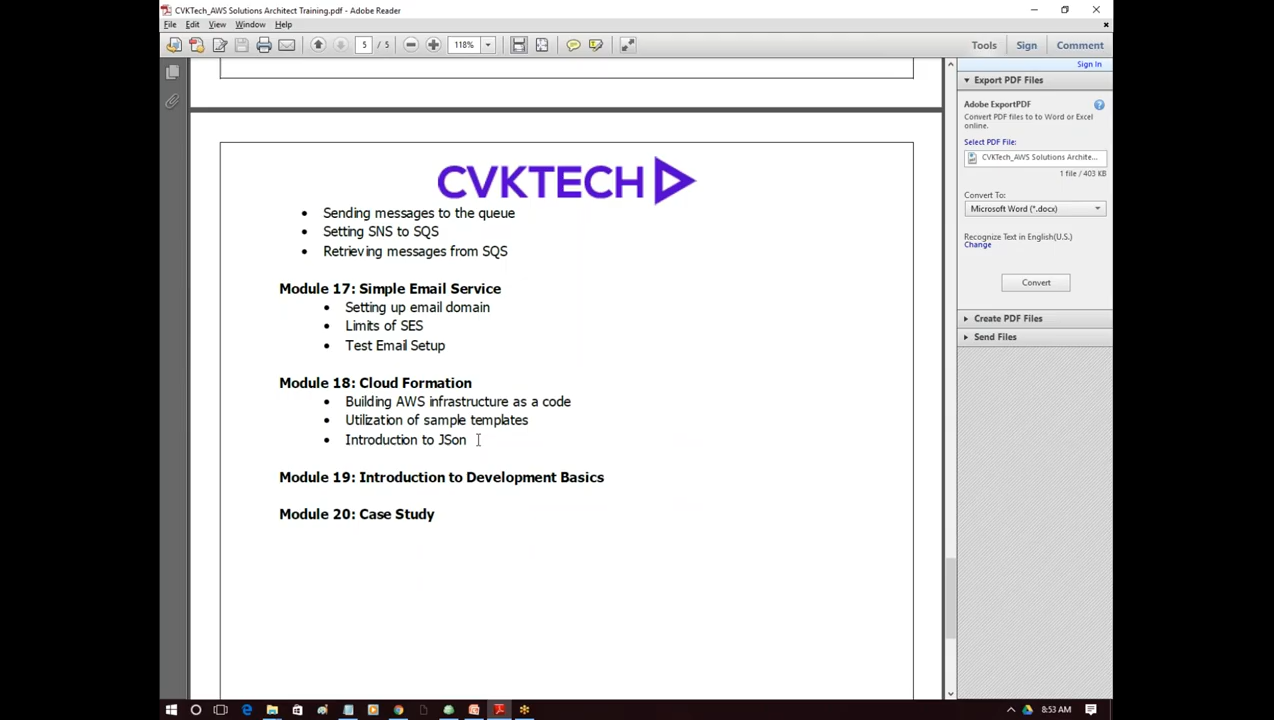 CVKTech_AWS Solutions Architect Training.pdf - Adobe Reader
File Edit View Window Help
5 / 5 118% Tools Sign Comment
Sign In
Export PDF Files
Adobe ExportPDF
Convert PDF files to to Word or Excel
online.
Select PDF File:
CVKTech_AWS Solutions Archite...
1 file / 403 KB
Convert To:
Microsoft Word (*.docx)
Recognize Text in English(U.S.)
Change
Convert
Create PDF Files
Send Files
CVKTECH
• Sending messages to the queue
• Setting SNS to SQS
• Retrieving messages from SQS
Module 17: Simple Email Service
• Setting up email domain
• Limits of SES
• Test Email Setup
Module 18: Cloud Formation
• Building AWS infrastructure as a code
• Utilization of sample templates
• Introduction to JSon
Module 19: Introduction to Development Basics
Module 20: Case Study
8:53 AM